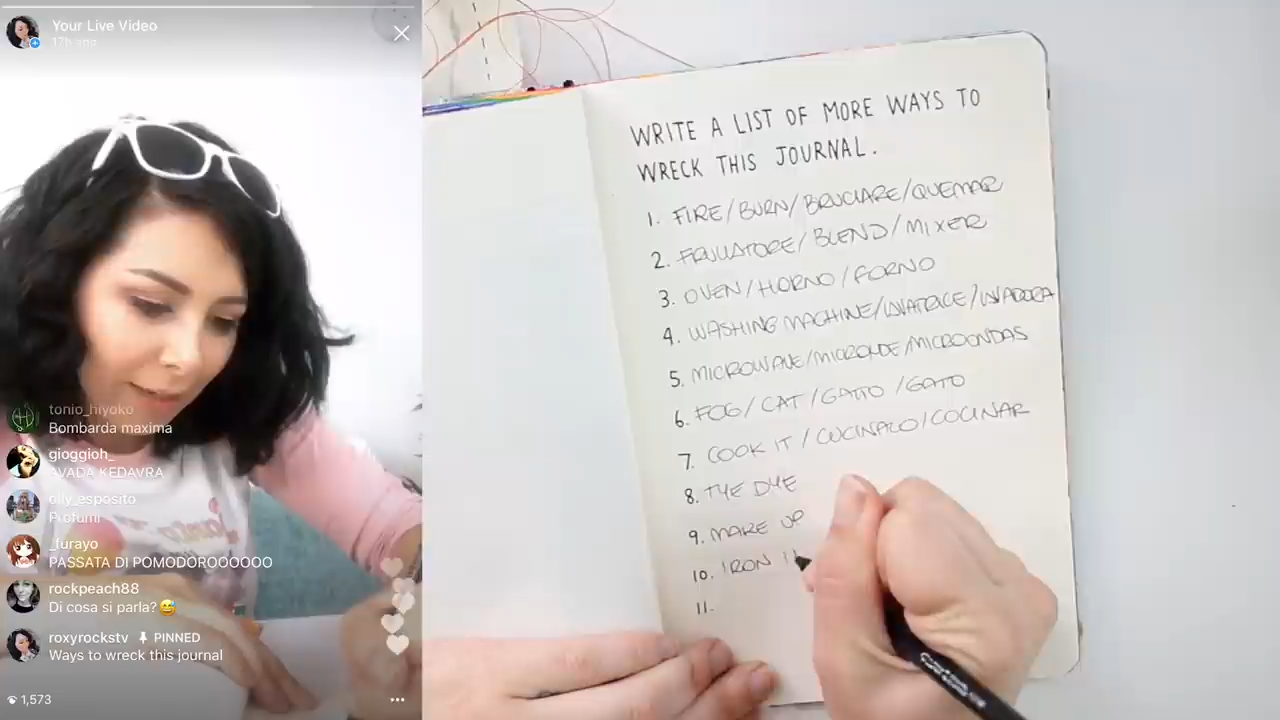 Your Live Video
17h ago
tonio_hiyoko
Bombarda maxima
gioggioh_
AVADA KEDAVRA
olly_esposito
Profumi
_furayo
PASSATA DI POMODOROOOOOO
rockpeach88
Di cosa si parla?😅
roxyrockstv PINNED
Ways to wreck this journal
1,573
WRITE A LIST OF MORE WAYS TO
WRECK THIS JOURNAL.
1. FIRE/BURN/BRUCIARE/QUEMAR
2. FRULLATORE/BLEND/MIXER
3. OVEN/HORNO/FORNO
4. WASHING MACHINE/LAVATRICE/LAVADORA
5. MICROWAVE/MICRONDE/MICROONDAS
6. FOG/CAT/GATTO/GATO
7. COOK IT/CUCINALO/COCINAR
8. TYE DYE
9. MAKE UP
10. IRON I
11.